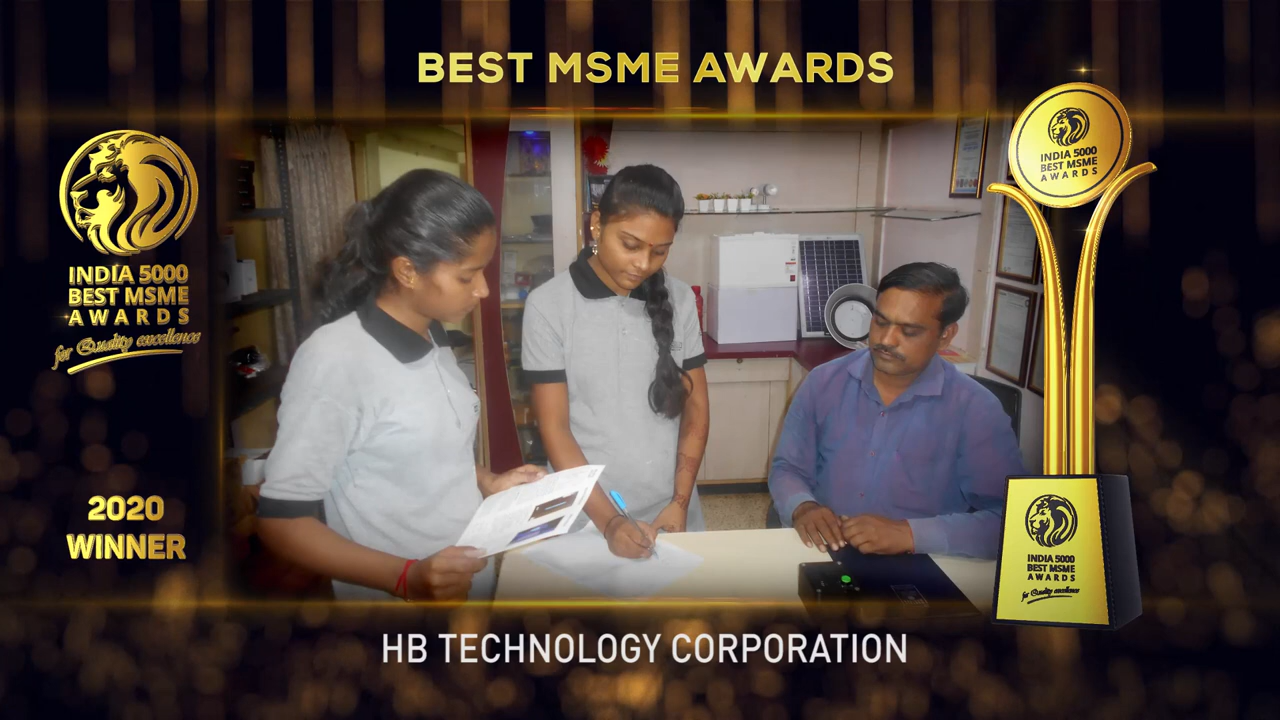 BEST MSME AWARDS
INDIA 5000
BEST MSME
AWARDS
for Quality excellence
2020
WINNER
INDIA 5000
BEST MSME
AWARDS
INDIA 5000
BEST MSME
AWARDS
for Quality excellence
HB TECHNOLOGY CORPORATION